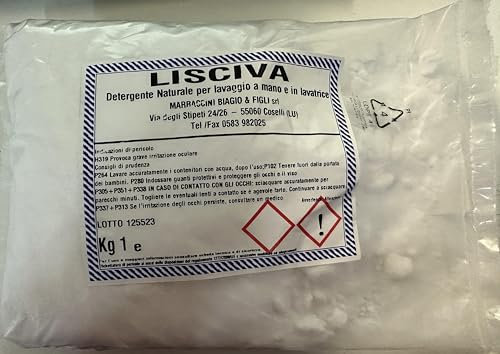 LISCIVA
Detergente Naturale per lavaggio a mano e in lavatrice
MARRACCINI BIAGIO & FIGLI srl
Via degli Stipeti 24/26 - 55060 Coselli (LU)
Tel /Fax 0583 982025
Indicazioni di pericolo
H319 Provoca grave irritazione oculare
Consigli di prudenza
P264 Lavare accuratamente i contenitori con acqua, dopo l'uso;P102 Tenere fuori dalla portata
dei bambini. P280 Indossare guanti protettivi e proteggere gli occhi e il viso
P305 + P351 + P338 IN CASO DI CONTATTO CON GLI OCCHI: sciacquare accuratamente per
parecchi minuti. Togliere le eventuali lenti a contatto se è agevole farlo. Continuare a sciacquare
P337 + P313 Se l'irritazione degli occhi persiste, consultare un medico
LOTTO 125523
!
Kg 1 e
4